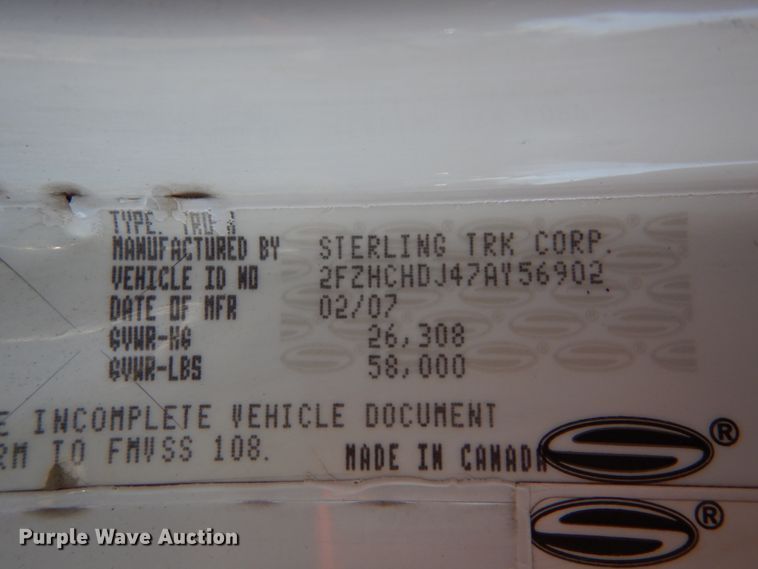 TYPE:
MANUFACTURED BY STERLING TRK CORP.
VEHICLE ID NO 2FZHCHDJ47AY56902
DATE OF MFR 02/07
GVWR-KG 26,308
GVWR-LBS 58,000
E INCOMPLETE VEHICLE DOCUMENT
RM TO FMVSS 108. MADE IN CANADA ®
®
Purple Wave Auction